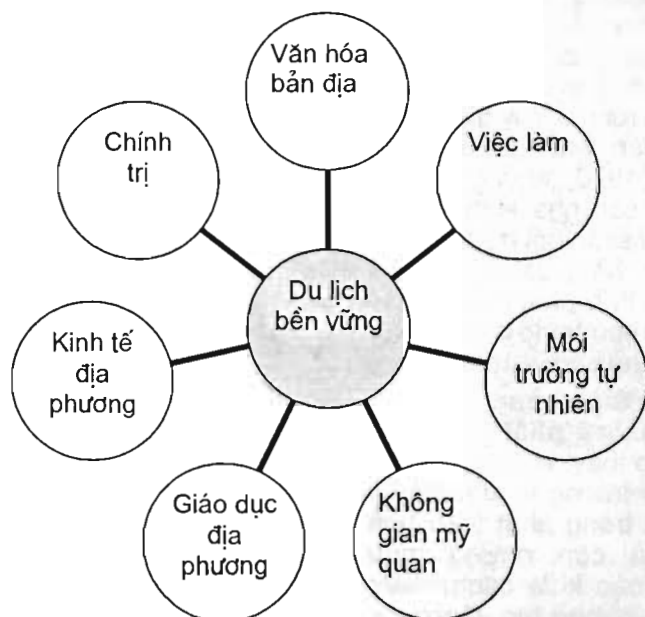 Văn hóa
bản địa
Chính
trị
Việc làm
Du lịch
bền vững
Kinh tế
địa
phương
Môi
trường tự
nhiên
Giáo dục
địa
phương
Không
gian mỹ
quan